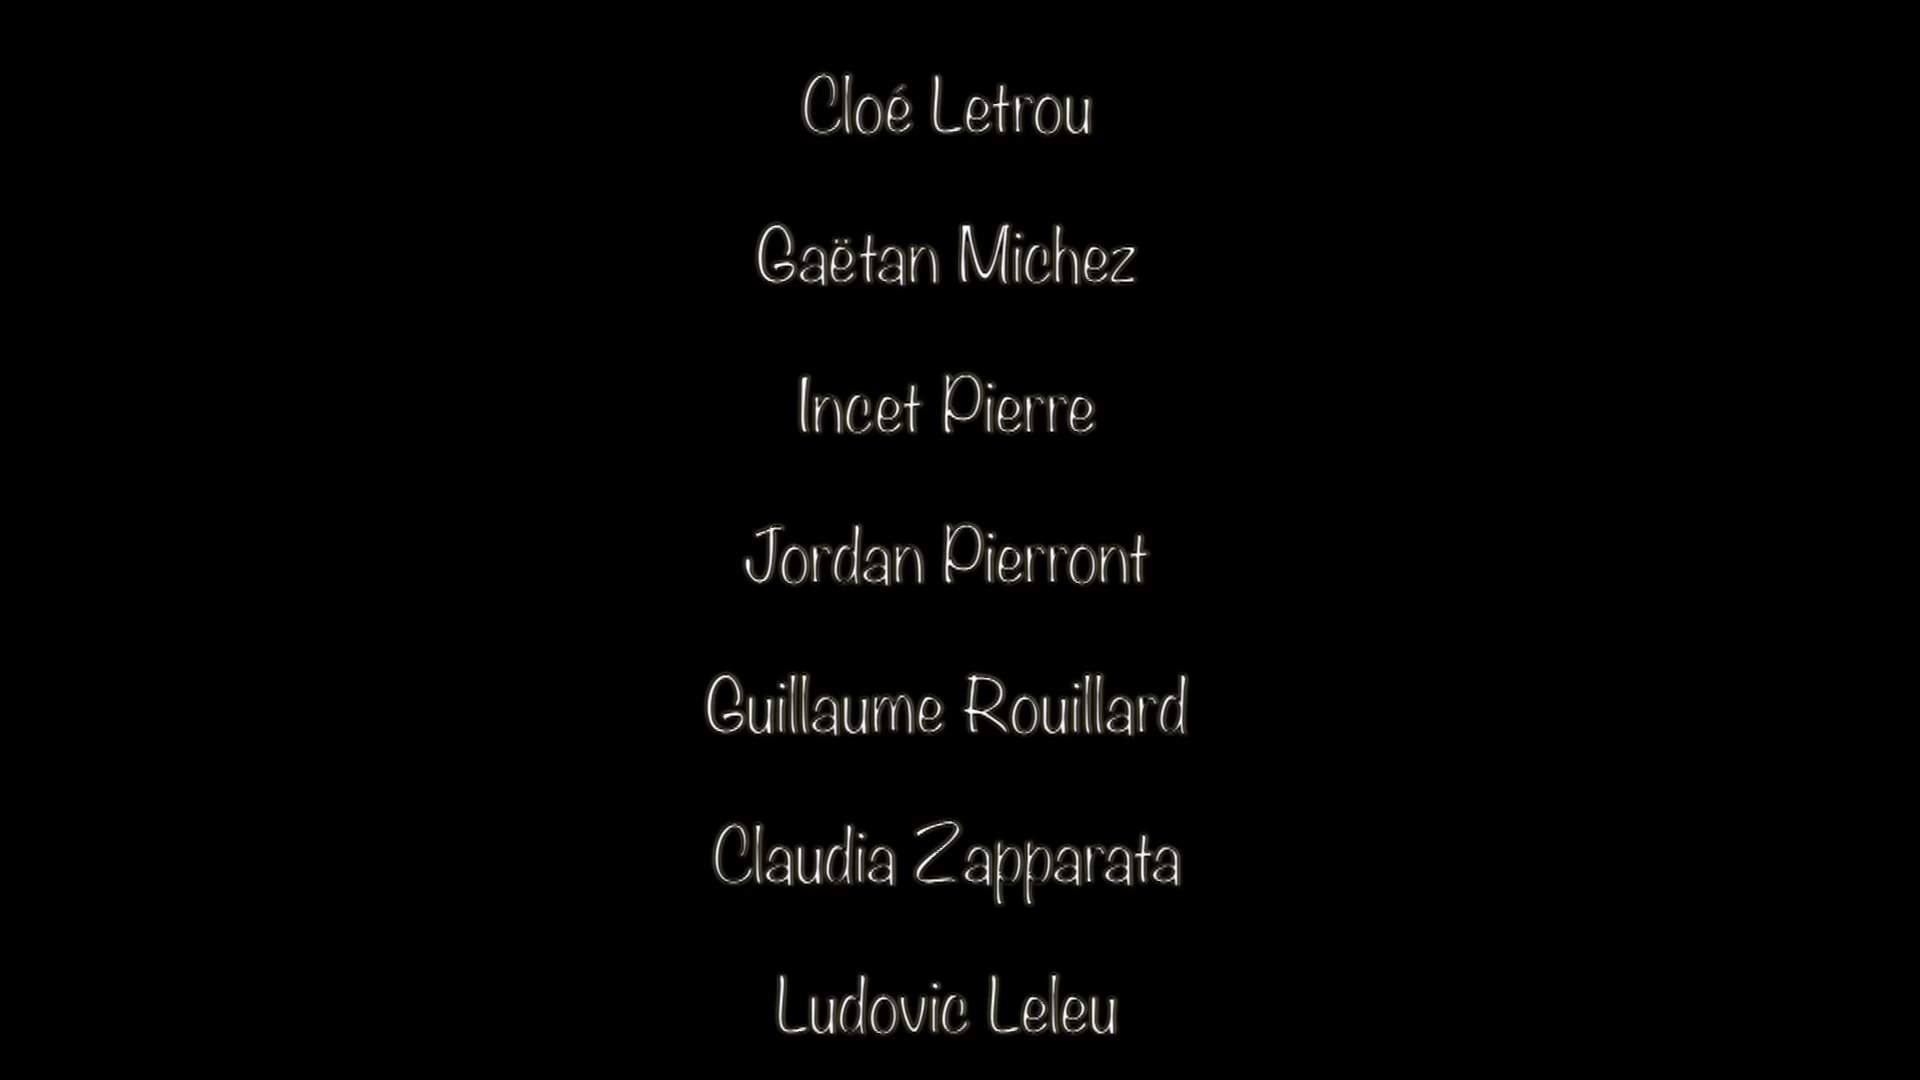 Cloé Letrou
Gaëtan Michez
Incet Pierre
Jordan Pierront
Guillaume Rouillard
Claudia Zapparata
Ludovic Leleu